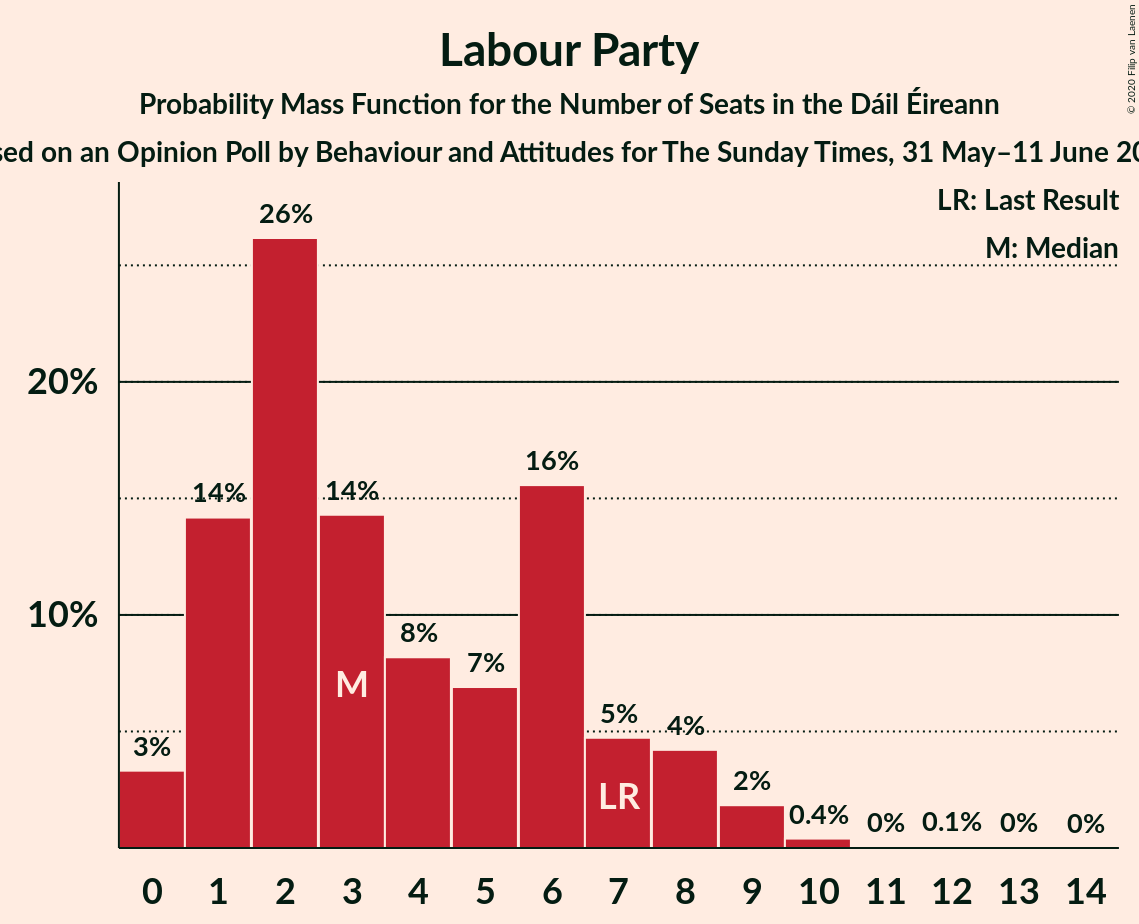 Labour Party
Probability Mass Function for the Number of Seats in the Dáil Éireann
on an Opinion Poll by Behaviour and Attitudes for The Sunday Times, 31 May–11 June
© 2020 Filip van Laenen
LR: Last Result
M: Median
26%
20%
16%
14%
14%
10%
8%
7%
M
5%
4%
3%
LR
2%
0.4%
0%
0.1%
0%
0%
0 1 2 3 4 5 6 7 8 9 10 11 12 13 14